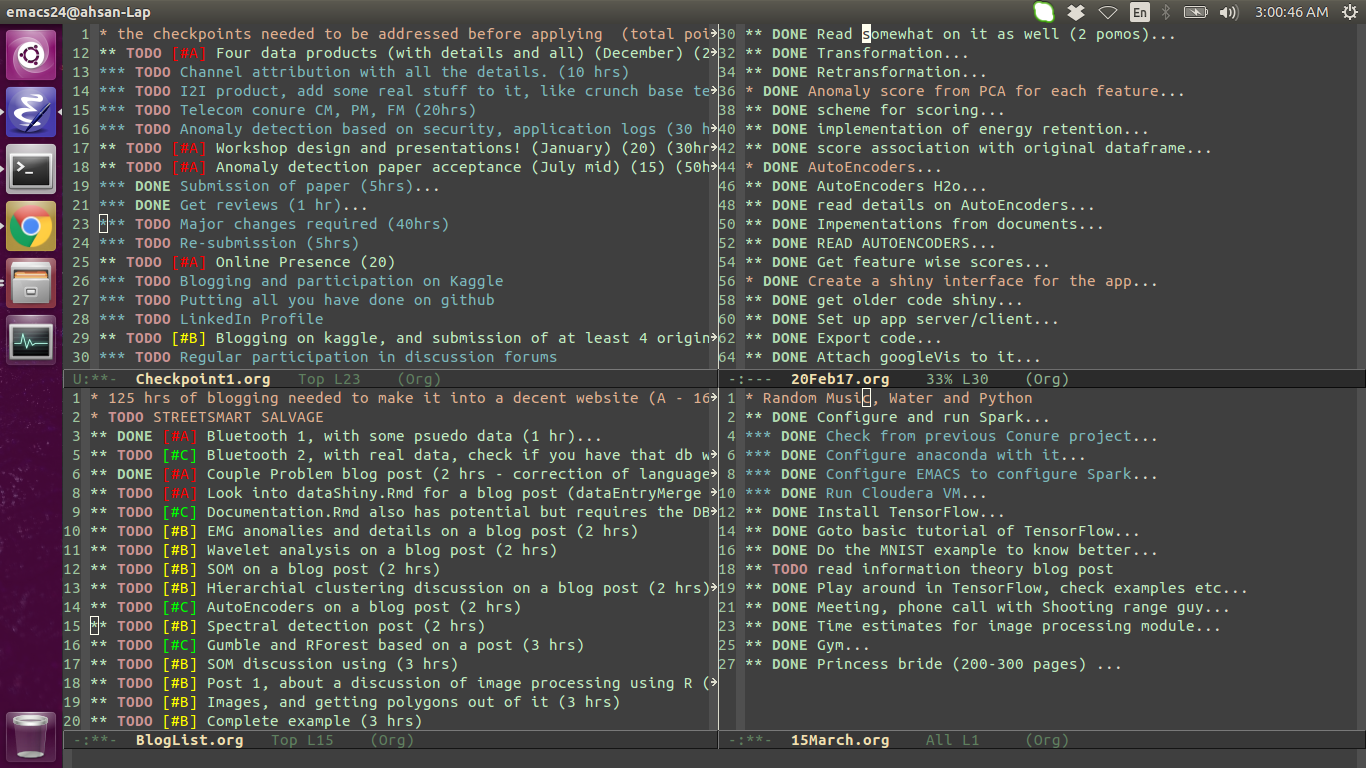 emacs24@ahsan-Lap
En
3:00:46 AM
1 * the checkpoints needed to be addressed before applying  (total poi
12 ** TODO [#A] Four data products (with details and all) (December) (2
13 *** TODO Channel attribution with all the details. (10 hrs)
14 *** TODO I2I product, add some real stuff to it, like crunch base te
15 *** TODO Telecom conure CM, PM, FM (20hrs)
16 *** TODO Anomaly detection based on security, application logs (30 h
17 ** TODO [#A] Workshop design and presentations! (January) (20) (30hr
18 ** TODO [#A] Anomaly detection paper acceptance (July mid) (15) (50h
19 *** DONE Submission of paper (5hrs)...
21 *** DONE Get reviews (1 hr)...
23 *** TODO Major changes required (40hrs)
24 *** TODO Re-submission (5hrs)
25 ** TODO [#A] Online Presence (20)
26 *** TODO Blogging and participation on Kaggle
27 *** TODO Putting all you have done on github
28 *** TODO LinkedIn Profile
29 ** TODO [#B] Blogging on kaggle, and submission of at least 4 origin
30 *** TODO Regular participation in discussion forums
U:**-  Checkpoint1.org   Top L23    (Org)
30 ** DONE Read somewhat on it as well (2 pomos)...
32 ** DONE Transformation...
34 ** DONE Retransformation...
36 * DONE Anomaly score from PCA for each feature...
38 ** DONE scheme for scoring...
40 ** DONE implementation of energy retention...
42 ** DONE score association with original dataframe...
44 * DONE AutoEncoders...
46 ** DONE AutoEncoders H2o...
48 ** DONE read details on AutoEncoders...
50 ** DONE Impementations from documents...
52 ** DONE READ AUTOENCODERS...
54 ** DONE Get feature wise scores...
56 * DONE Create a shiny interface for the app...
58 ** DONE get older code shiny...
60 ** DONE Set up app server/client...
62 ** DONE Export code...
64 ** DONE Attach googleVis to it...
-:---  20Feb17.org    33% L30    (Org)
1 * 125 hrs of blogging needed to make it into a decent website (A - 16
2 * TODO STREETSMART SALVAGE
3 ** DONE [#A] Bluetooth 1, with some psuedo data (1 hr)...
5 ** TODO [#C] Bluetooth 2, with real data, check if you have that db w
6 ** DONE [#A] Couple Problem blog post (2 hrs - correction of language
8 ** TODO [#A] Look into dataShiny.Rmd for a blog post (dataEntryMerge
9 ** TODO [#C] Documentation.Rmd also has potential but requires the DB
10 ** TODO [#B] EMG anomalies and details on a blog post (2 hrs)
11 ** TODO [#B] Wavelet analysis on a blog post (2 hrs)
12 ** TODO [#B] SOM on a blog post (2 hrs)
13 ** TODO [#B] Hierarchial clustering discussion on a blog post (2 hrs)
14 ** TODO [#C] AutoEncoders on a blog post (2 hrs)
15 ** TODO [#B] Spectral detection post (2 hrs)
16 ** TODO [#C] Gumble and RForest based on a post (3 hrs)
17 ** TODO [#B] SOM discussion using (3 hrs)
18 ** TODO [#B] Post 1, about a discussion of image processing using R (
19 ** TODO [#B] Images, and getting polygons out of it (3 hrs)
20 ** TODO [#B] Complete example (3 hrs)
-:**-  BlogList.org   Top L15    (Org)
1 * Random Music, Water and Python
2 ** DONE Configure and run Spark...
4 *** DONE Check from previous Conure project...
6 *** DONE Configure anaconda with it...
8 *** DONE Configure EMACS to configure Spark...
10 *** DONE Run Cloudera VM...
12 ** DONE Install TensorFlow...
14 ** DONE Goto basic tutorial of TensorFlow...
16 ** DONE Do the MNIST example to know better...
18 ** TODO read information theory blog post
19 ** DONE Play around in TensorFlow, check examples etc...
21 ** DONE Meeting, phone call with Shooting range guy...
23 ** DONE Time estimates for image processing module...
25 ** DONE Gym...
27 ** DONE Princess bride (200-300 pages) ...
-:**-  15March.org    All L1     (Org)